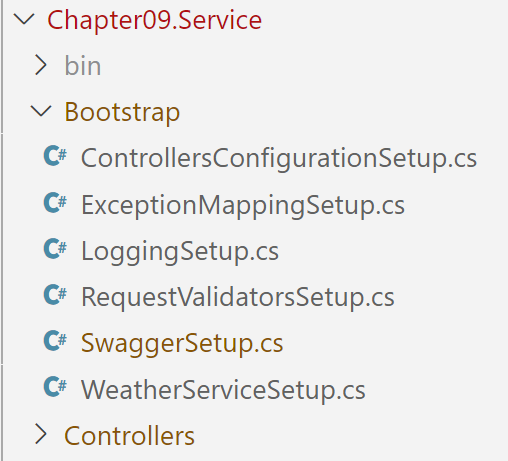 Chapter09.Service
bin
Bootstrap
C# ControllersConfigurationSetup.cs
C# ExceptionMappingSetup.cs
C# LoggingSetup.cs
C# RequestValidatorsSetup.cs
C# SwaggerSetup.cs
C# WeatherServiceSetup.cs
Controllers